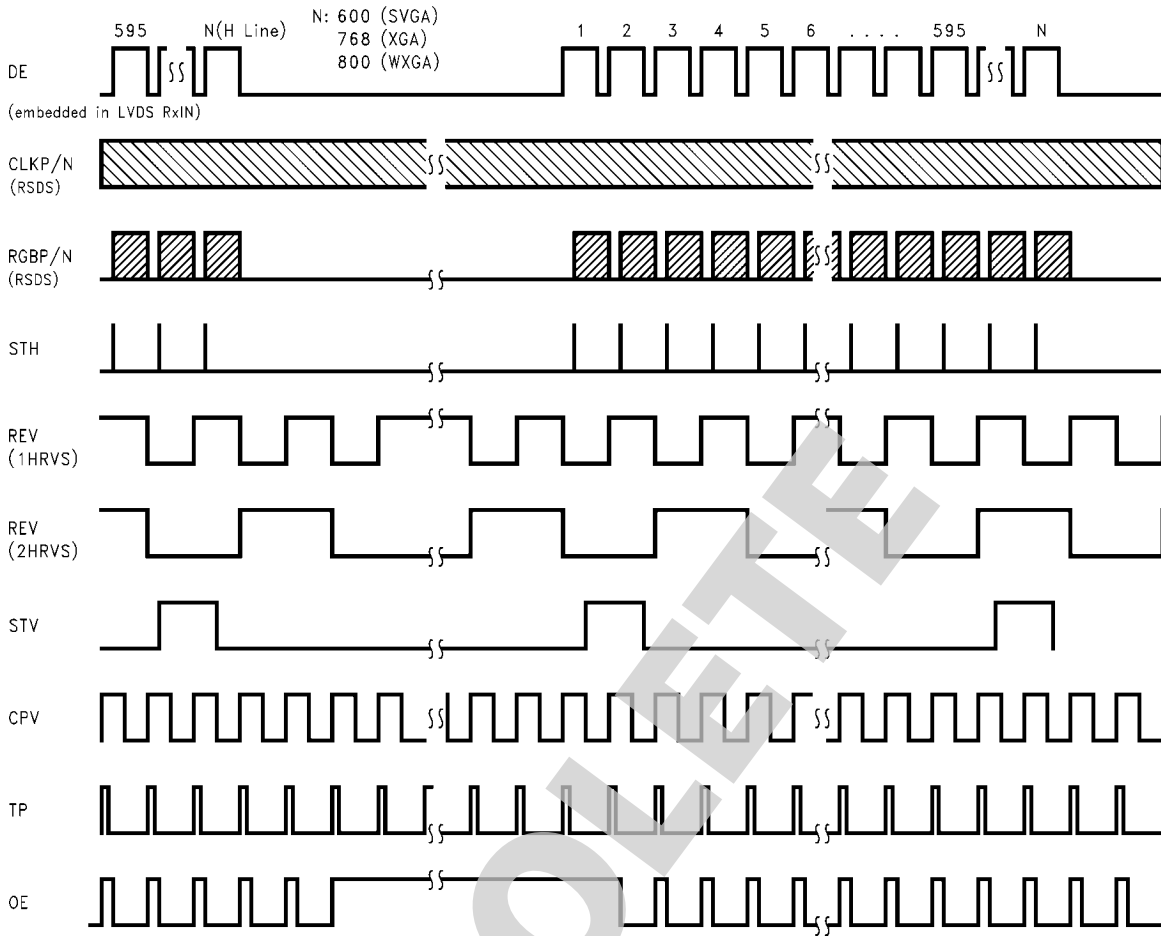 N: 600 (SVGA)
768 (XGA)
800 (WXGA)
595 N(H Line) 1 2 3 4 5 6 . . . . 595 N
DE
(embedded in LVDS RxIN)
CLKP/N
(RSDS)
RGBP/N
(RSDS)
STH
REV
(1HRVS)
REV
(2HRVS)
STV
CPV
TP
OE
OLETE